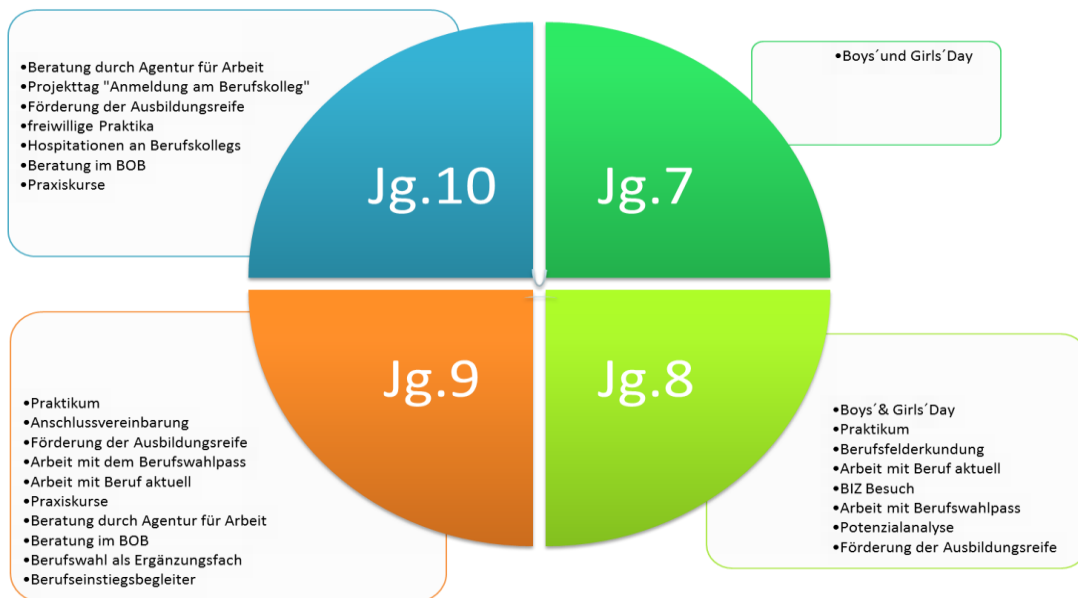 •Beratung durch Agentur für Arbeit
•Projekttag "Anmeldung am Berufskolleg"
•Förderung der Ausbildungsreife
•freiwillige Praktika
•Hospitationen an Berufskollegs
•Beratung im BOB
•Praxiskurse
Jg.10
Jg.7
•Boys´und Girls´Day
•Praktikum
•Anschlussvereinbarung
•Förderung der Ausbildungsreife
•Arbeit mit dem Berufswahlpass
•Arbeit mit Beruf aktuell
•Praxiskurse
•Beratung durch Agentur für Arbeit
•Beratung im BOB
•Berufswahl als Ergänzungsfach
•Berufseinstiegsbegleiter
Jg.9
Jg.8
•Boys´& Girls´Day
•Praktikum
•Berufsfelderkundung
•Arbeit mit Beruf aktuell
•BIZ Besuch
•Arbeit mit Berufswahlpass
•Potenzialanalyse
•Förderung der Ausbildungsreife